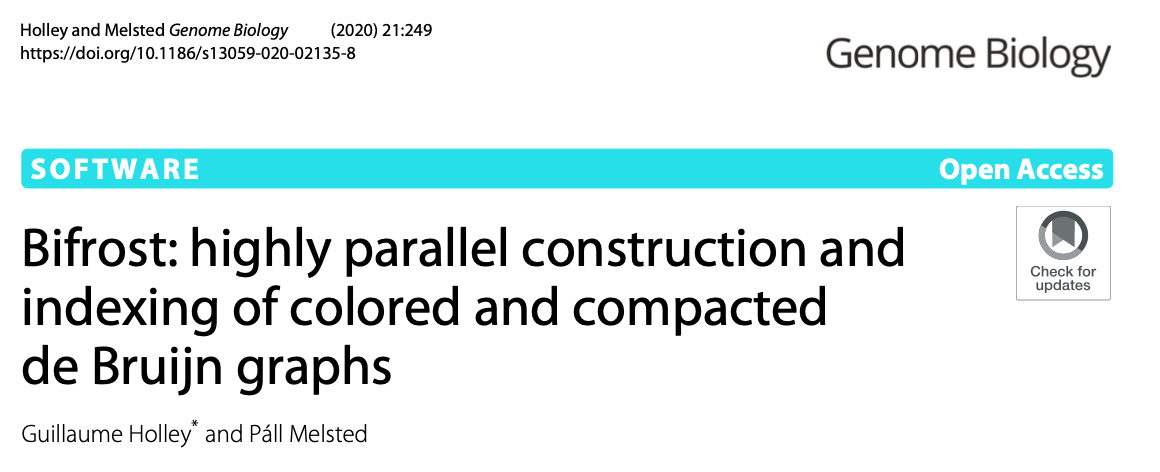 Holley and Melsted Genome Biology (2020) 21:249
https://doi.org/10.1186/s13059-020-02135-8
Genome Biology
SOFTWARE
Open Access
Bifrost: highly parallel construction and
indexing of colored and compacted
de Bruijn graphs
Check for
updates
Guillaume Holley* and Páll Melsted